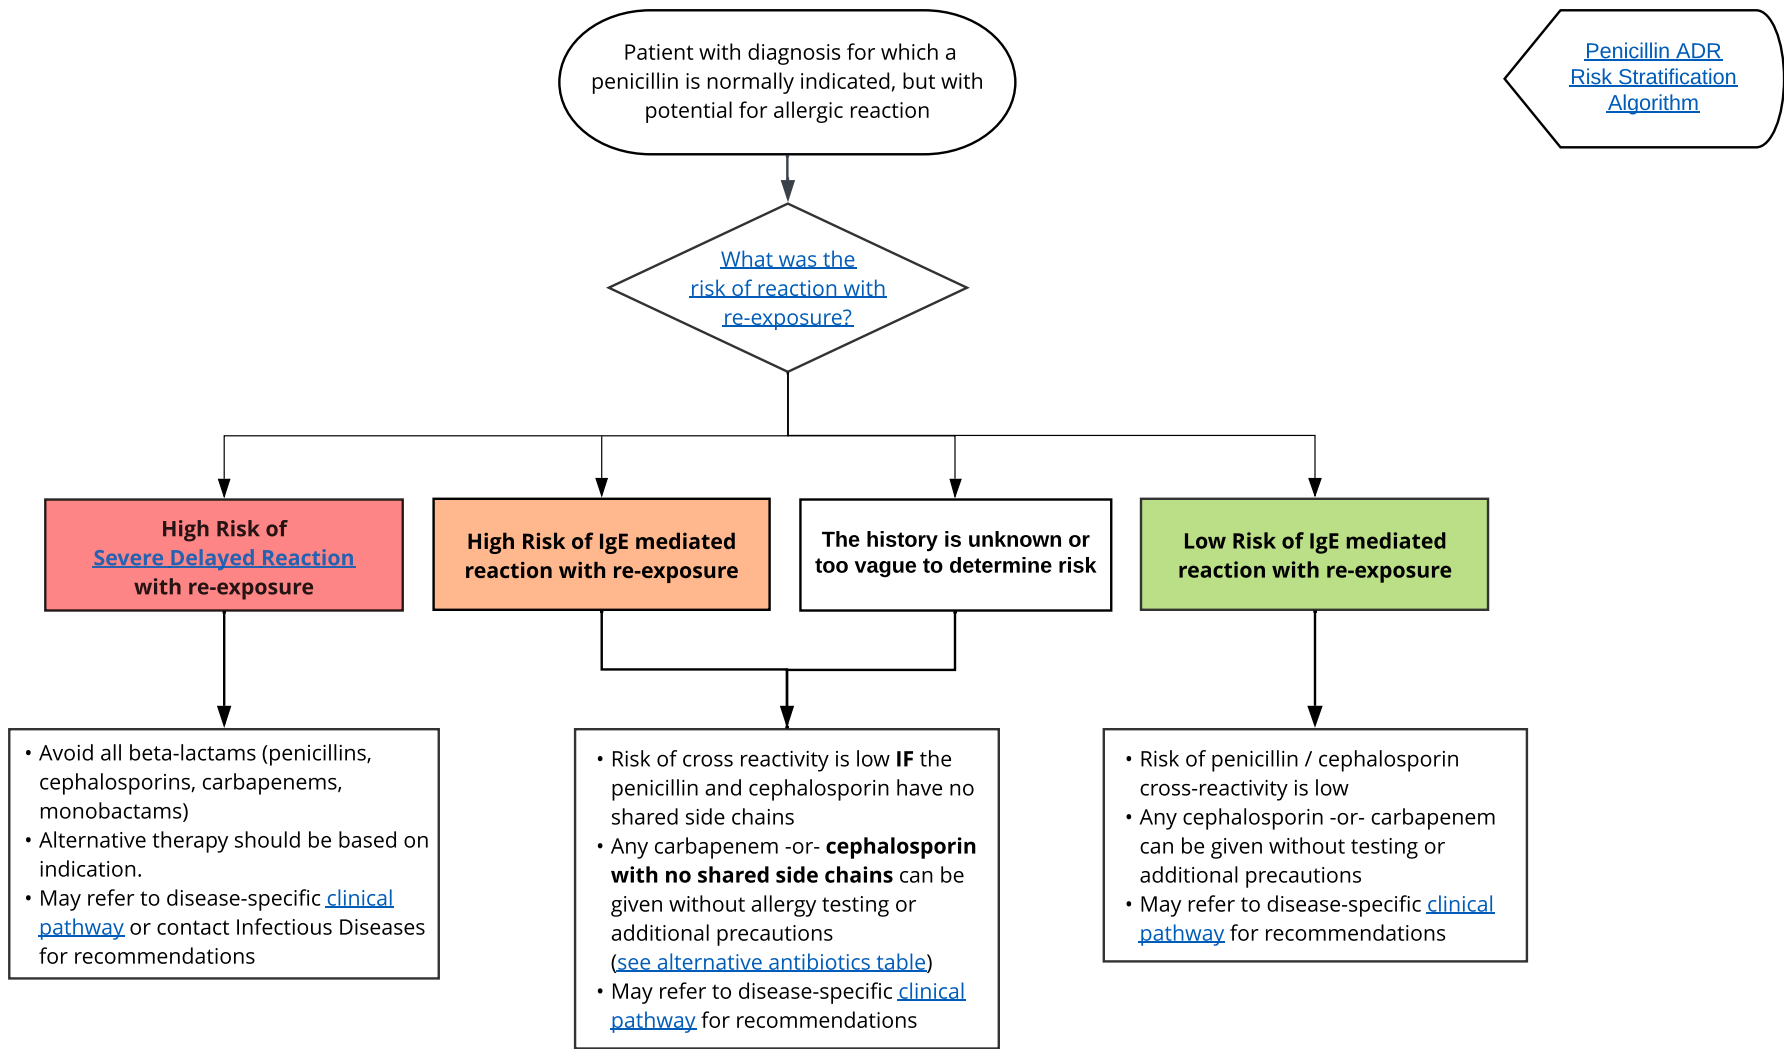 Patient with diagnosis for which a
penicillin is normally indicated, but with
potential for allergic reaction
Penicillin ADR
Risk Stratification
Algorithm
What was the
risk of reaction with
re-exposure?
High Risk of
Severe Delayed Reaction
with re-exposure
High Risk of IgE mediated
reaction with re-exposure
The history is unknown or
too vague to determine risk
Low Risk of IgE mediated
reaction with re-exposure
• Avoid all beta-lactams (penicillins,
cephalosporins, carbapenems,
monobactams)
• Alternative therapy should be based on
indication.
• May refer to disease-specific clinical
pathway or contact Infectious Diseases
for recommendations
• Risk of cross reactivity is low IF the
penicillin and cephalosporin have no
shared side chains
• Any carbapenem -or- cephalosporin
with no shared side chains can be
given without allergy testing or
additional precautions
(see alternative antibiotics table)
• May refer to disease-specific clinical
pathway for recommendations
• Risk of penicillin / cephalosporin
cross-reactivity is low
• Any cephalosporin -or- carbapenem
can be given without testing or
additional precautions
• May refer to disease-specific clinical
pathway for recommendations